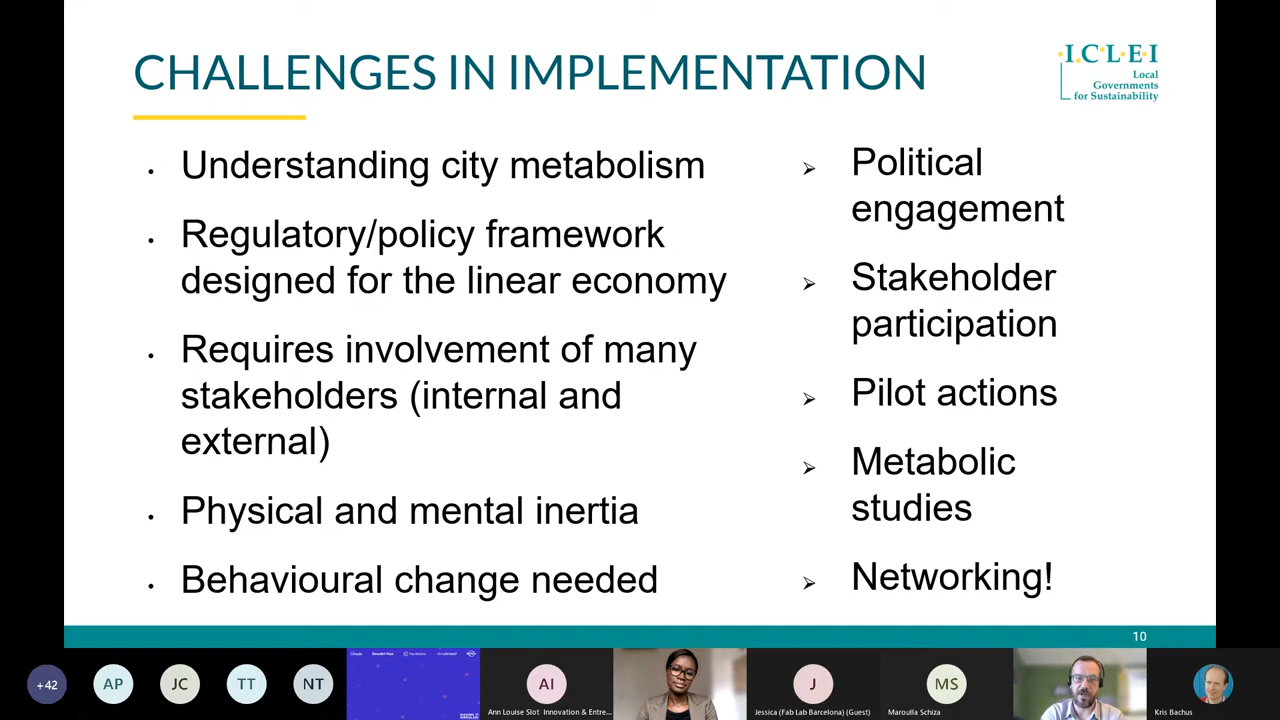 CHALLENGES IN IMPLEMENTATION
I.C.L.E.I
Local
Governments
for Sustainability
Understanding city metabolism
Regulatory/policy framework
designed for the linear economy
Requires involvement of many
stakeholders (internal and
external)
Physical and mental inertia
Behavioural change needed
Political
engagement
Stakeholder
participation
Pilot actions
Metabolic
studies
Networking!
10
+42
AP
JC
TT
NT
AI
Ann Louise Slot Innovation & Entre...
J
Jessica (Fab Lab Barcelona) (Guest)
MS
Maroulla Schiza
Kris Bachus